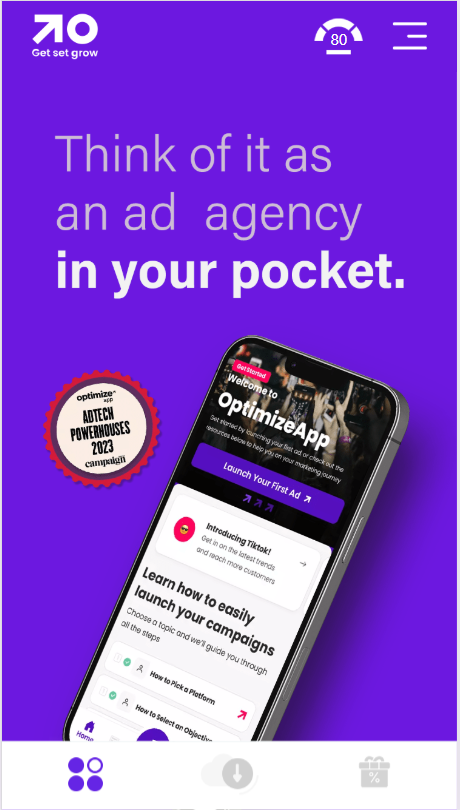 Get set grow
80
Think of it as
an ad agency
in your pocket.
optimize
app
ADTECH
POWERHOUSES
2023
campaign
Get Started
Welcome to
OptimizeApp
Get started by launching your first ad or check out the
resources below to help you on your marketing journey
Launch Your First Ad
Introducing Tiktok!
Get in on the latest trends
and reach more customers
Learn how to easily
launch your campaigns
Choose a topic and we'll guide you through
all the steps
How to Pick a Platform
How to Select an Objective
Home
%